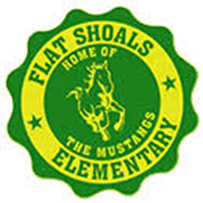 FLAT SHOALS
HOME OF
THE MUSTANGS
ELEMENTARY